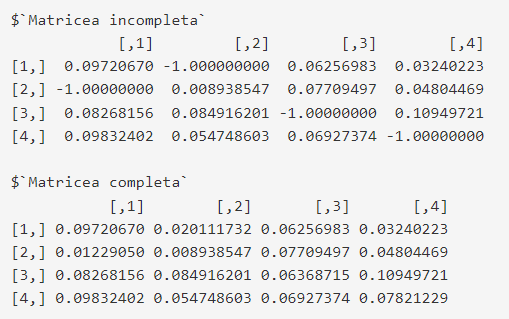 $`Matricea incompleta`
[,1] [,2] [,3] [,4]
[1,] 0.09720670 -1.000000000 0.06256983 0.03240223
[2,] -1.00000000 0.008938547 0.07709497 0.04804469
[3,] 0.08268156 0.084916201 -1.00000000 0.10949721
[4,] 0.09832402 0.054748603 0.06927374 -1.00000000
$`Matricea completa`
[,1] [,2] [,3] [,4]
[1,] 0.09720670 0.020111732 0.06256983 0.03240223
[2,] 0.01229050 0.008938547 0.07709497 0.04804469
[3,] 0.08268156 0.084916201 0.06368715 0.10949721
[4,] 0.09832402 0.054748603 0.06927374 0.07821229